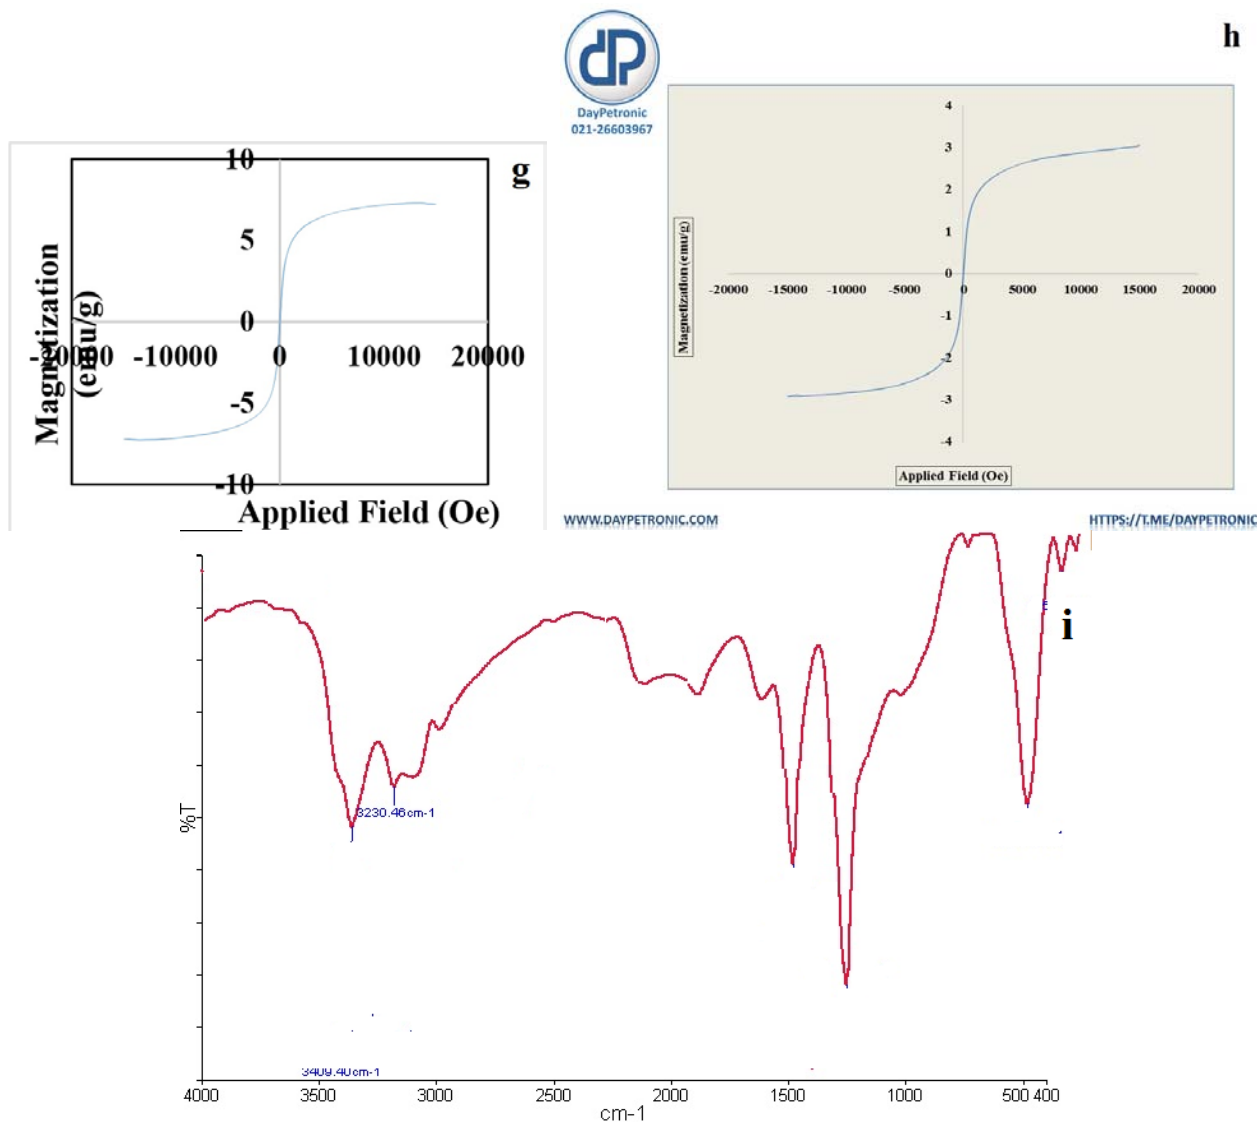 dP
DayPetronic
021-26603967
h
g
10
5
0
-5
-10
-20000 -10000 0 10000 20000
Magnetization
(emu/g)
Applied Field (Oe)
4
3
2
1
0
-1
-2
-3
-4
-20000 -15000 -10000 -5000 0 5000 10000 15000 20000
Magnetization (emu/g)
Applied Field (Oe)
WWW.DAYPETRONIC.COM
HTTPS://T.ME/DAYPETRONIC
i
%T
3230.46cm-1
3409.40cm-1
4000 3500 3000 2500 2000 1500 1000 500 400
cm-1